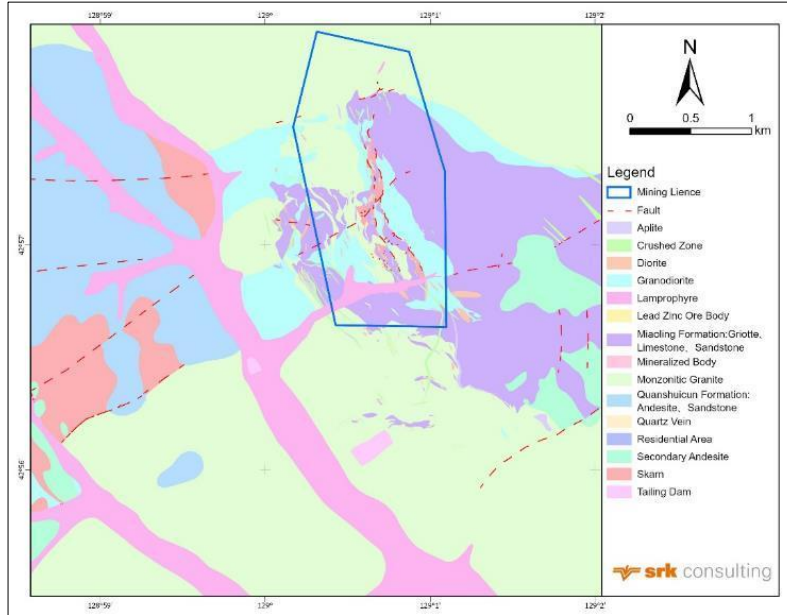 128°59' 129° 129°1' 129°2'
N
0 0.5 1
km
Legend
Mining Lience
Fault
Aplite
Crushed Zone
Diorite
Granodiorite
Lamprophyre
Lead Zinc Ore Body
Miaoling Formation:Griotte,
Limestone、Sandstone
Mineralized Body
Monzonitic Granite
Quanshuicun Formation:
Andesite、Sandstone
Quartz Vein
Residential Area
Secondary Andesite
Skarn
Tailing Dam
42°57'
42°56'
srk consulting
128°59' 129° 129°1' 129°2'